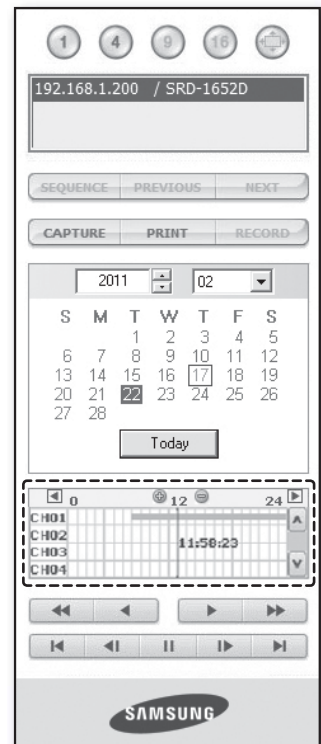 1 4 9 16
192.168.1.200 / SRD-1652D
SEQUENCE PREVIOUS NEXT
CAPTURE PRINT RECORD
2011 02
S M T W T F S
1 2 3 4 5
6 7 8 9 10 11 12
13 14 15 16 17 18 19
20 21 22 23 24 25 26
27 28
Today
0 12 24
CH01
CH02
11:58:23
CH03
CH04
SAMSUNG